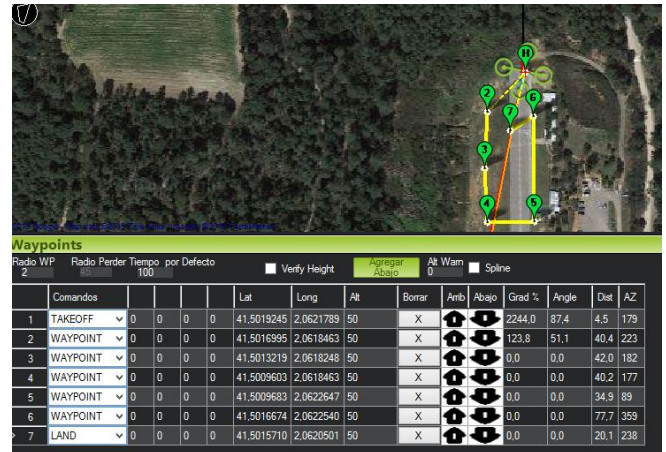 H
2
6
7
3
4
5
Waypoints
Radio WP Radio Perder Tiempo por Defecto Agregar Abajo Alt Warn
2 45 100 Verify Height 0 Spline
Comandos Lat Long Alt Borrar Arrib Abajo Grad % Angle Dist AZ
1 TAKEOFF 0 0 0 0 41,5019245 2,0621789 50 X 2244,0 87,4 4,5 179
2 WAYPOINT 0 0 0 0 41,5016995 2,0618463 50 X 123,8 51,1 40,4 223
3 WAYPOINT 0 0 0 0 41,5013219 2,0618248 50 X 0,0 0,0 42,0 182
4 WAYPOINT 0 0 0 0 41,5009603 2,0618463 50 X 0,0 0,0 40,2 177
5 WAYPOINT 0 0 0 0 41,5009683 2,0622647 50 X 0,0 0,0 34,9 89
6 WAYPOINT 0 0 0 0 41,5016674 2,0622540 50 X 0,0 0,0 77,7 359
7 LAND 0 0 0 0 41,5015710 2,0620501 50 X 0,0 0,0 20,1 238